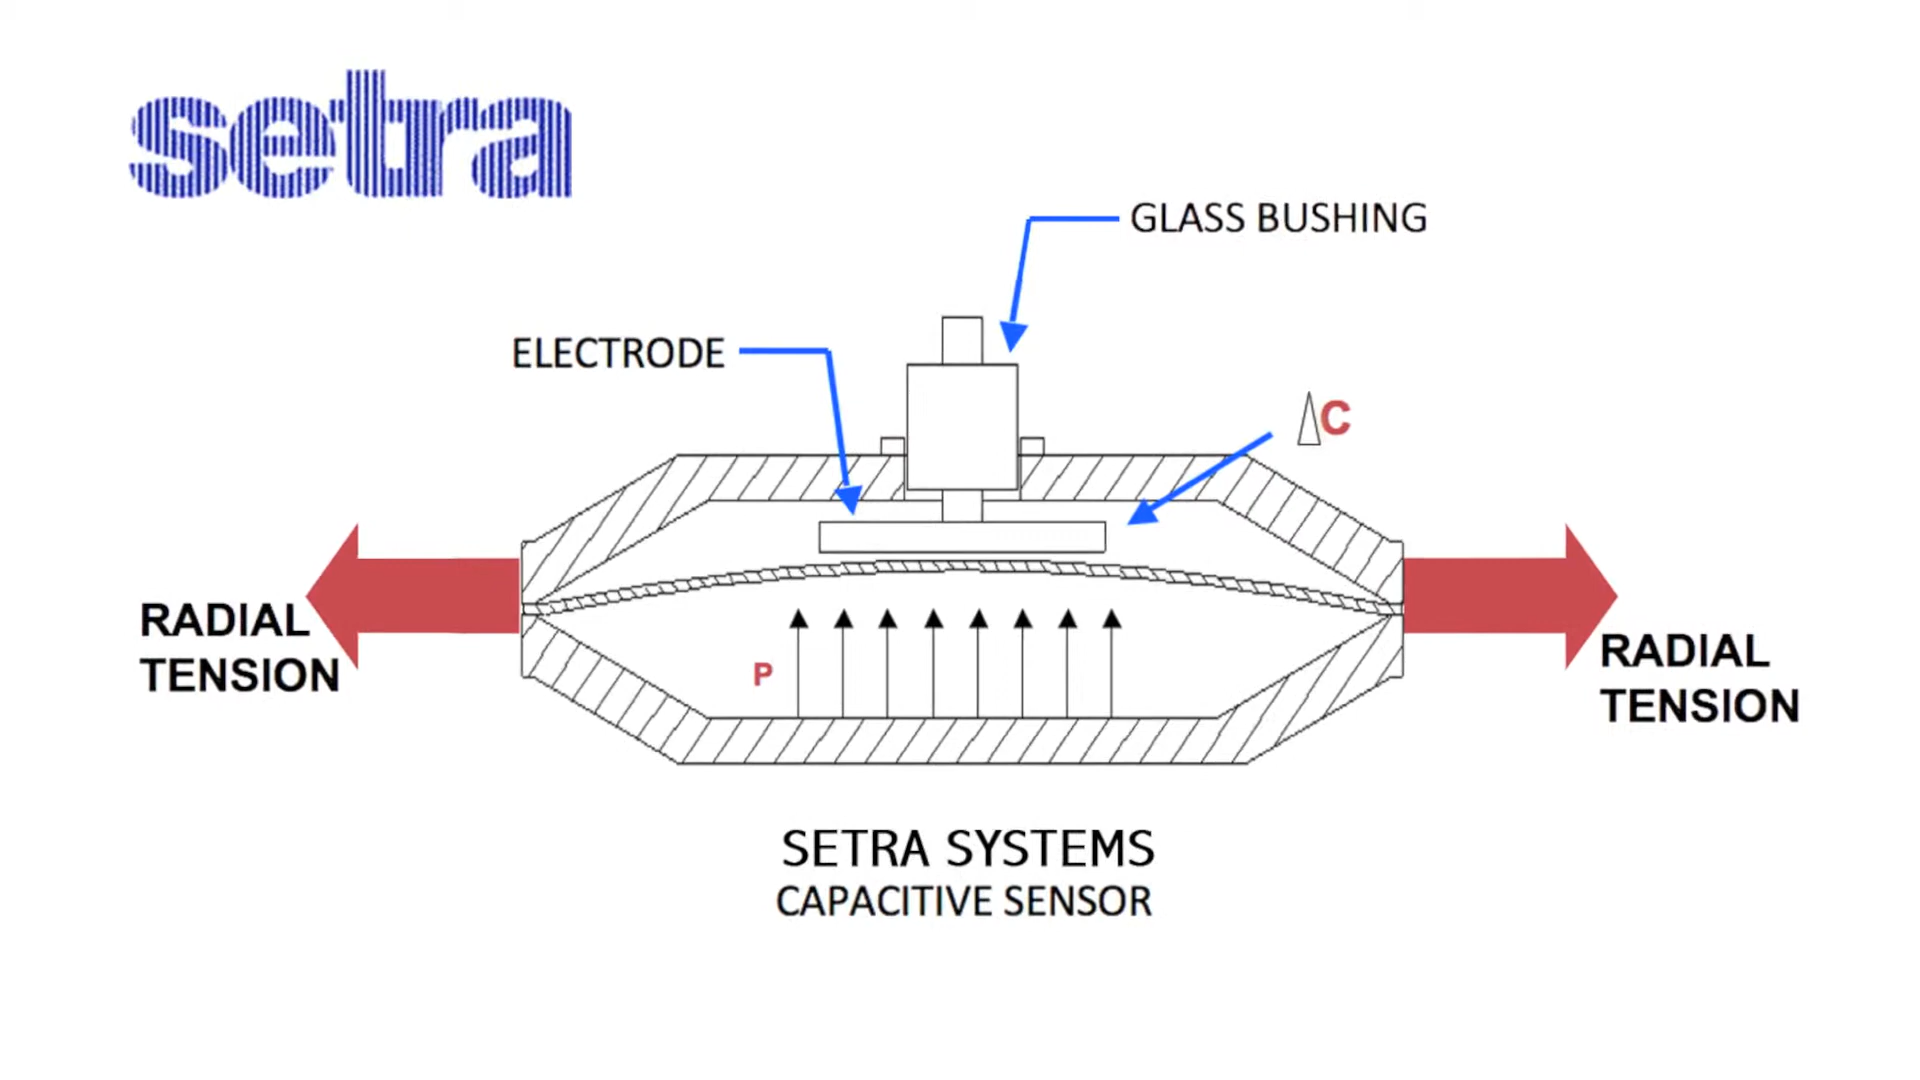 setra
GLASS BUSHING
ELECTRODE
ΔC
RADIAL
TENSION
P
RADIAL
TENSION
SETRA SYSTEMS
CAPACITIVE SENSOR